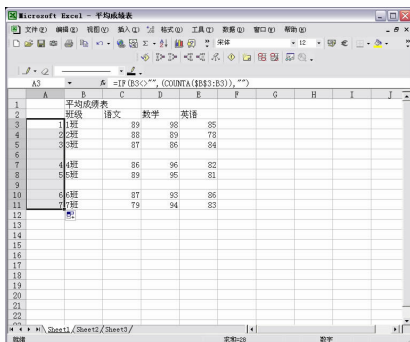 Microsoft Excel - 平均成绩表
文件(F) 编辑(E) 视图(V) 插入(I) 格式(O) 工具(T) 数据(D) 窗口(W) 帮助(H)
宋体 12
A3 fx =IF(B3<>"",(COUNTA($B$3:B3)),"")
A B C D E F G H I J
1 平均成绩表
2 班级 语文 数学 英语
3 1 1班 89 98 85
4 2 2班 88 89 78
5 3 3班 87 86 84
6
7 4 4班 86 96 82
8 5 5班 89 95 81
9
10 6 6班 87 93 86
11 7 7班 79 94 83
12
13
14
15
16
17
18
19
20
21
22
Sheet1 / Sheet2 / Sheet3
就绪 求和=28 数字